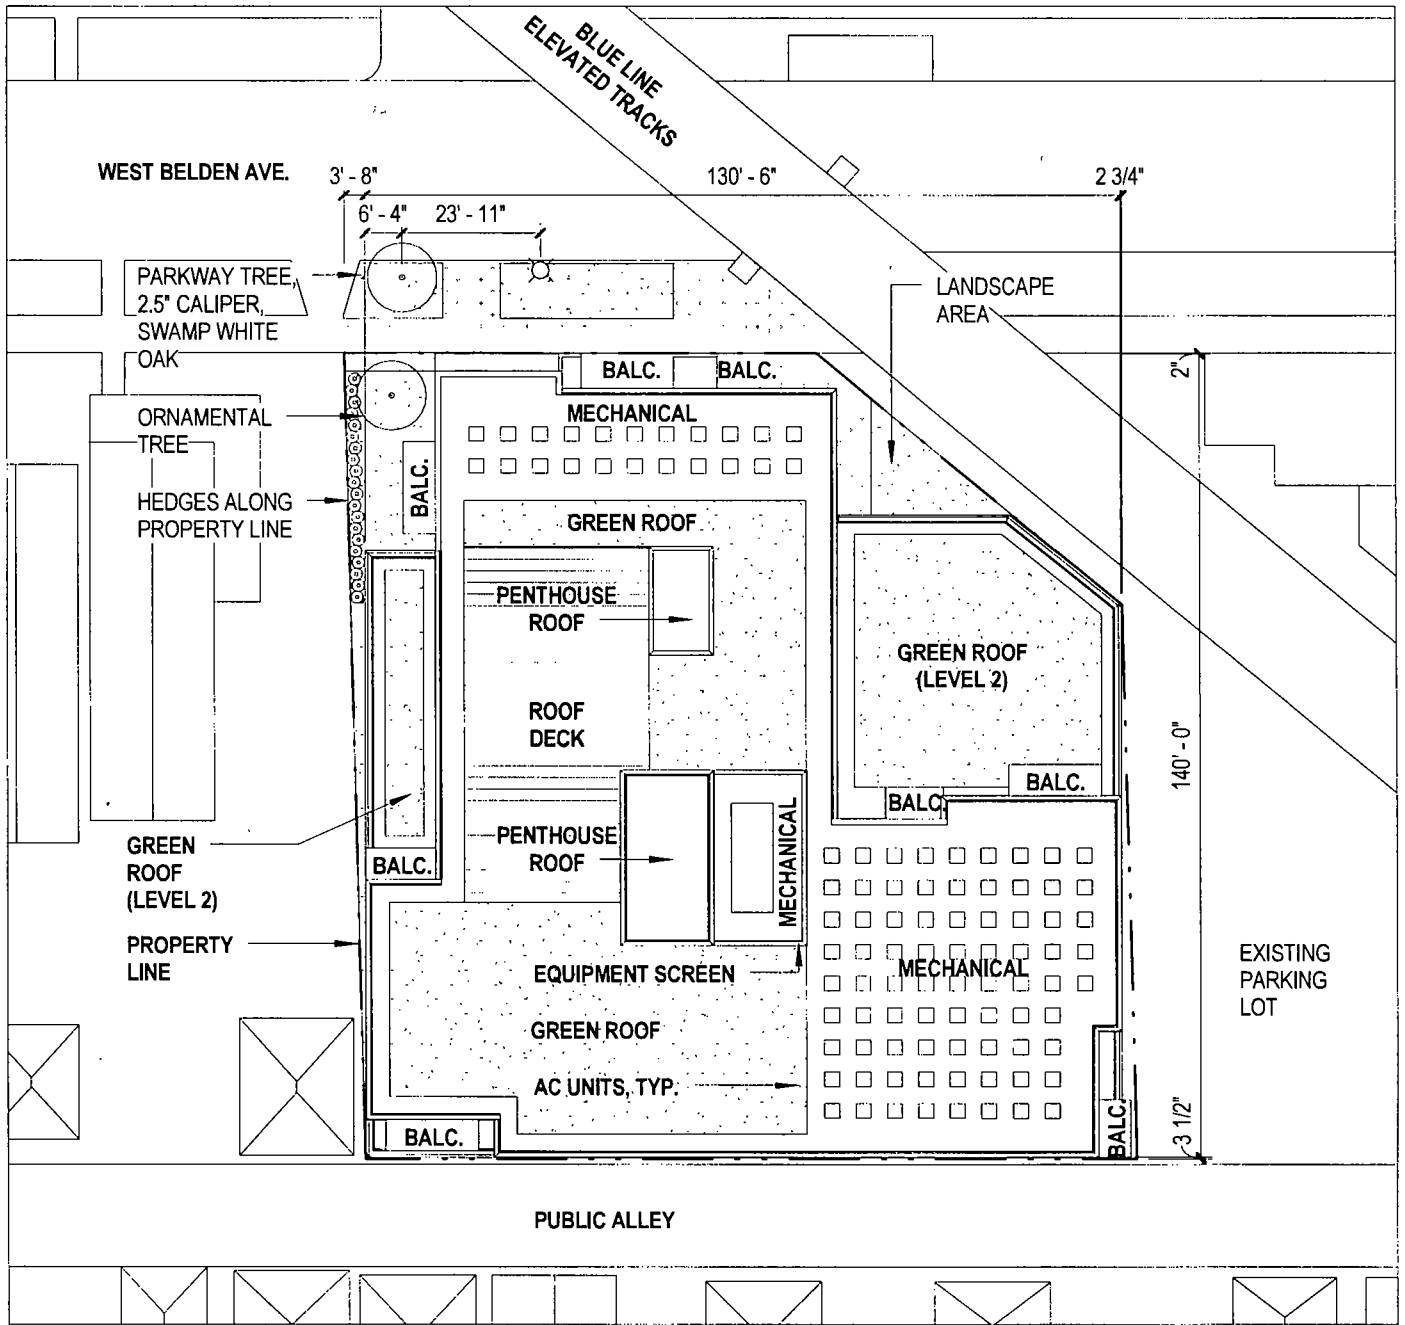 BLUE LINE
ELEVATED TRACKS
WEST BELDEN AVE.
3' - 8"
130' - 6"
2 3/4"
6' - 4"
23' - 11"
PARKWAY TREE,
2.5" CALIPER,
SWAMP WHITE
OAK
LANDSCAPE
AREA
BALC.
BALC.
2"
ORNAMENTAL
TREE
MECHANICAL
BALC.
HEDGES ALONG
PROPERTY LINE
GREEN ROOF
PENTHOUSE
ROOF
GREEN ROOF
(LEVEL 2)
ROOF
DECK
140' - 0"
BALC.
BALC.
MECHANICAL
PENTHOUSE
ROOF
GREEN
ROOF
(LEVEL 2)
BALC.
PROPERTY
LINE
EQUIPMENT SCREEN
MECHANICAL
EXISTING
PARKING
LOT
GREEN ROOF
AC UNITS, TYP.
BALC.
BALC.
3 1/2"
PUBLIC ALLEY